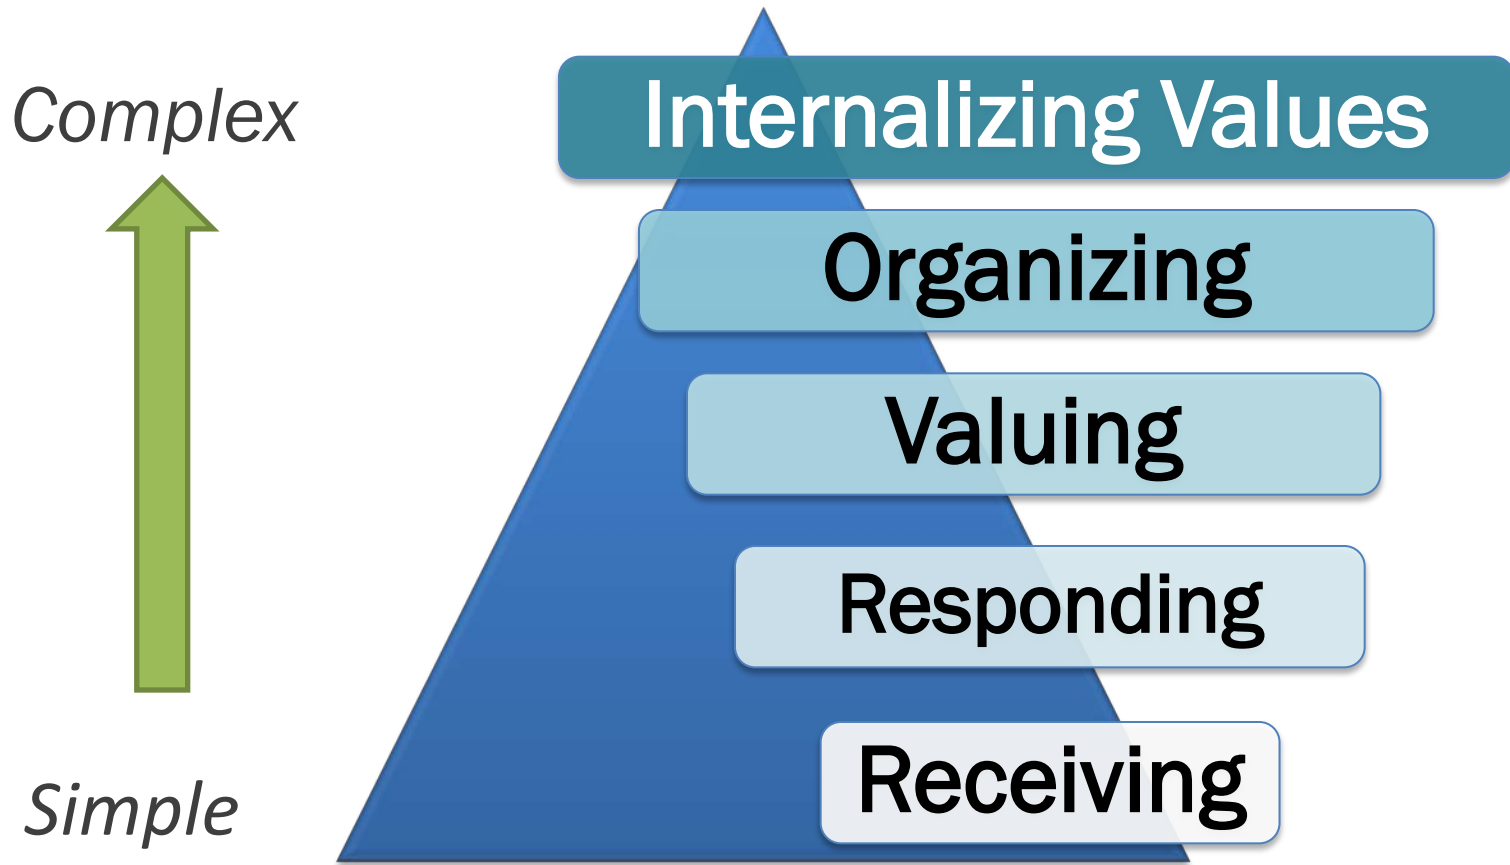 Complex
Internalizing Values
Organizing
Valuing
Responding
Receiving
Simple